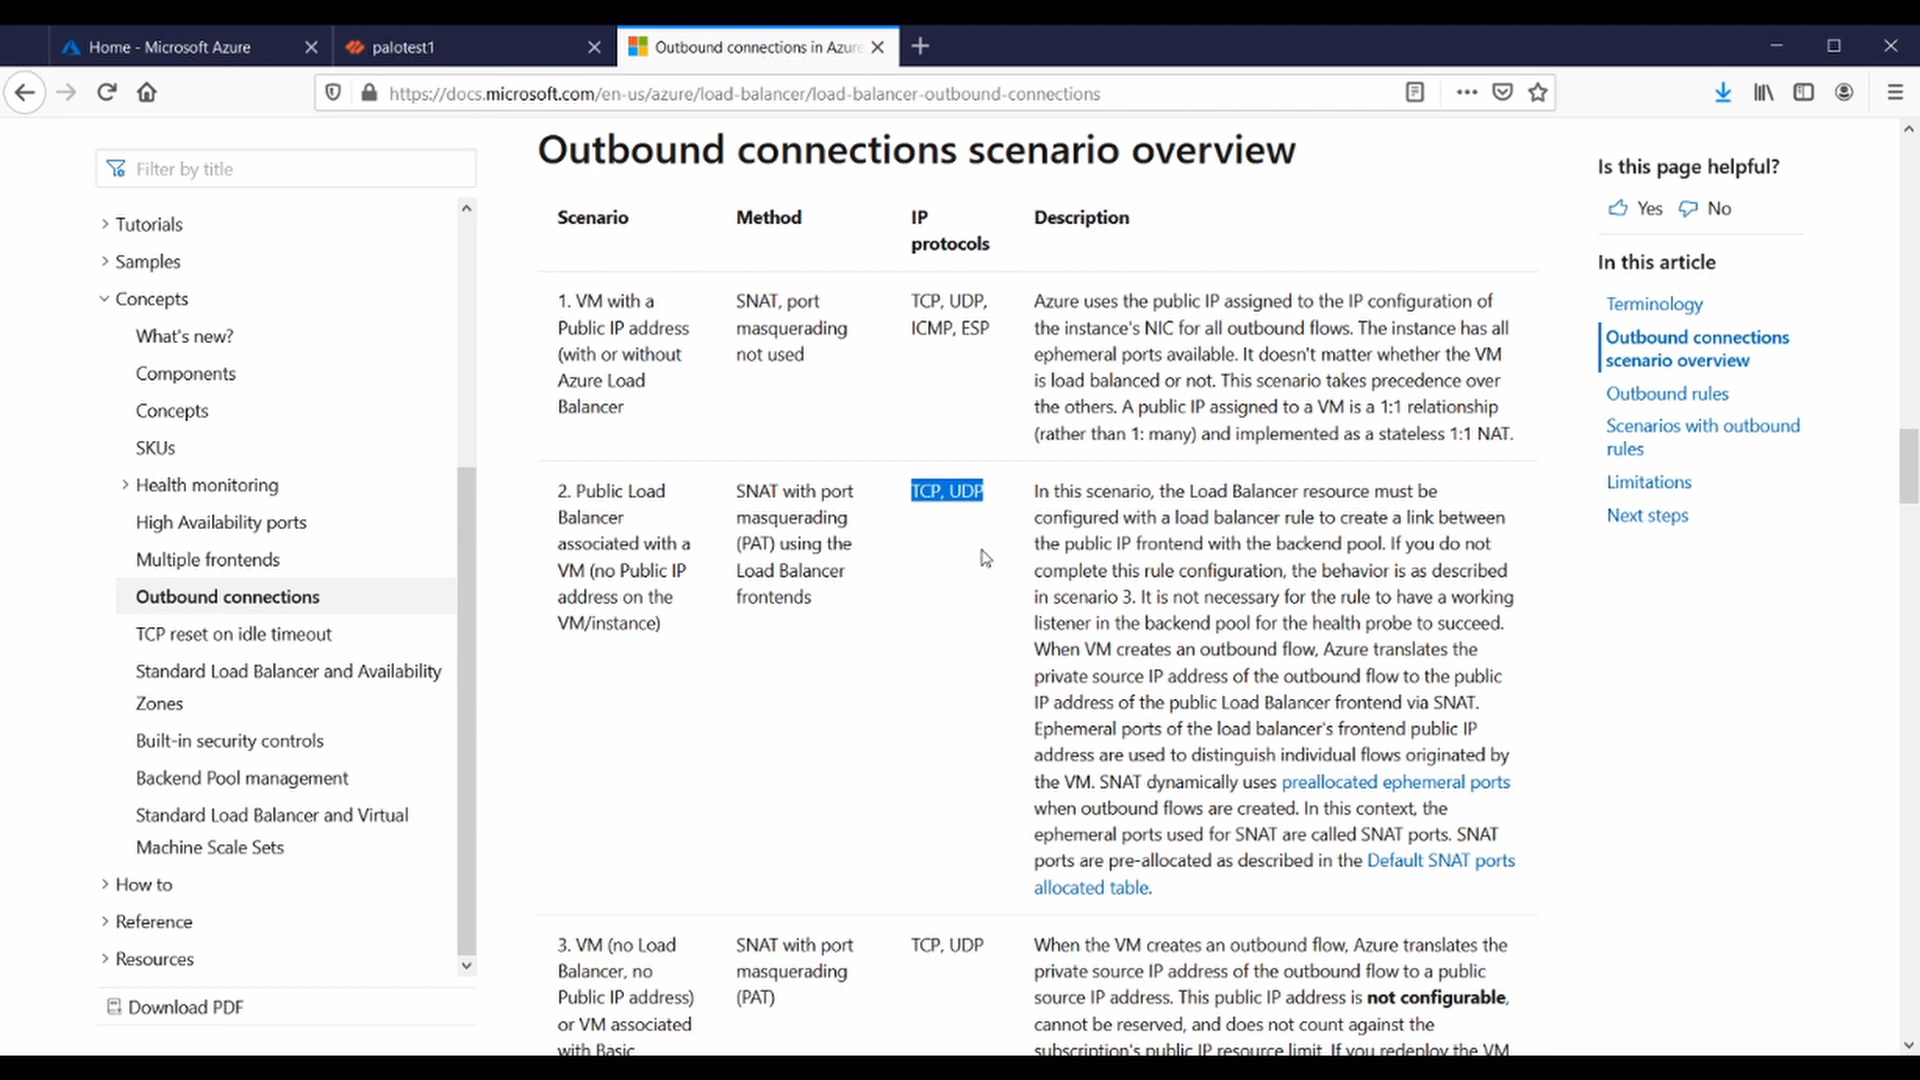 Home - Microsoft Azure
palotest1
Outbound connections in Azure
https://docs.microsoft.com/en-us/azure/load-balancer/load-balancer-outbound-connections
Filter by title
Tutorials
Samples
Concepts
What's new?
Components
Concepts
SKUs
Health monitoring
High Availability ports
Multiple frontends
Outbound connections
TCP reset on idle timeout
Standard Load Balancer and Availability
Zones
Built-in security controls
Backend Pool management
Standard Load Balancer and Virtual
Machine Scale Sets
How to
Reference
Resources
Download PDF
Outbound connections scenario overview
Scenario
Method
IP
protocols
Description
1. VM with a
Public IP address
(with or without
Azure Load
Balancer
SNAT, port
masquerading
not used
TCP, UDP,
ICMP, ESP
Azure uses the public IP assigned to the IP configuration of
the instance's NIC for all outbound flows. The instance has all
ephemeral ports available. It doesn't matter whether the VM
is load balanced or not. This scenario takes precedence over
the others. A public IP assigned to a VM is a 1:1 relationship
(rather than 1: many) and implemented as a stateless 1:1 NAT.
2. Public Load
Balancer
associated with a
VM (no Public IP
address on the
VM/instance)
SNAT with port
masquerading
(PAT) using the
Load Balancer
frontends
TCP, UDP
In this scenario, the Load Balancer resource must be
configured with a load balancer rule to create a link between
the public IP frontend with the backend pool. If you do not
complete this rule configuration, the behavior is as described
in scenario 3. It is not necessary for the rule to have a working
listener in the backend pool for the health probe to succeed.
When VM creates an outbound flow, Azure translates the
private source IP address of the outbound flow to the public
IP address of the public Load Balancer frontend via SNAT.
Ephemeral ports of the load balancer's frontend public IP
address are used to distinguish individual flows originated by
the VM. SNAT dynamically uses preallocated ephemeral ports
when outbound flows are created. In this context, the
ephemeral ports used for SNAT are called SNAT ports. SNAT
ports are pre-allocated as described in the Default SNAT ports
allocated table.
3. VM (no Load
Balancer, no
Public IP address)
or VM associated
with Basic
SNAT with port
masquerading
(PAT)
TCP, UDP
When the VM creates an outbound flow, Azure translates the
private source IP address of the outbound flow to a public
source IP address. This public IP address is not configurable,
cannot be reserved, and does not count against the
subscription's public IP resource limit. If you redeploy the VM
Is this page helpful?
Yes
No
In this article
Terminology
Outbound connections
scenario overview
Outbound rules
Scenarios with outbound
rules
Limitations
Next steps